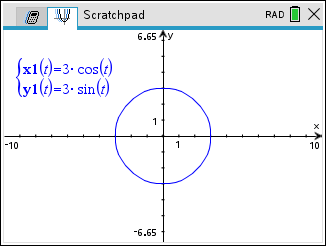 Scratchpad
RAD
6.65
y
x1(t)=3· cos(t)
y1(t)=3· sin(t)
1
x
-10
1
10
-6.65